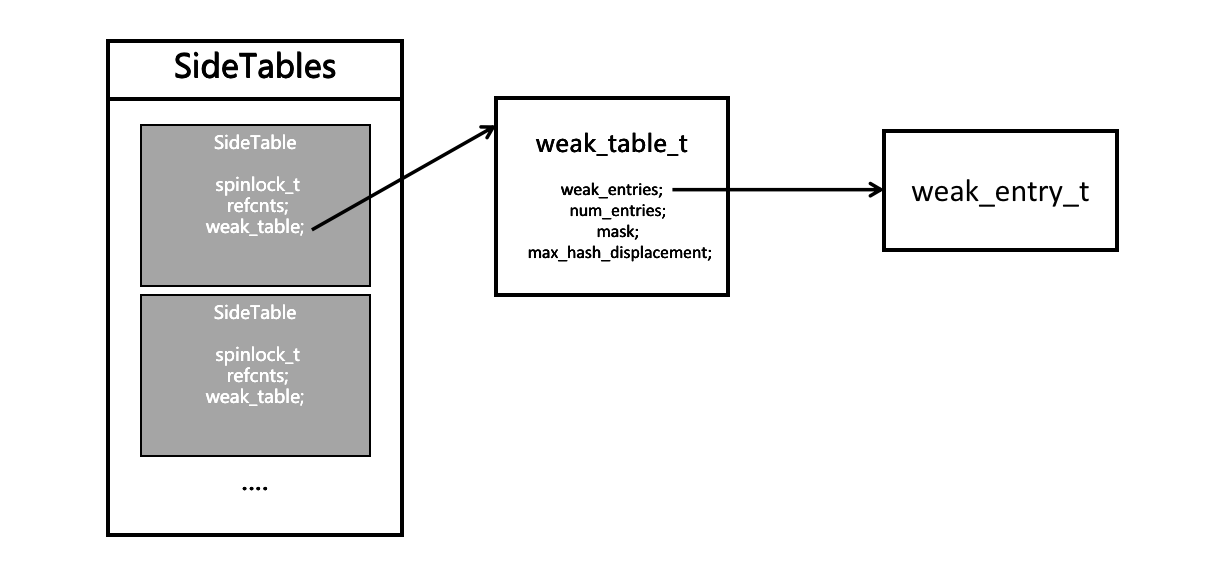 SideTables
SideTable
spinlock_t
refcnts;
weak_table;
SideTable
spinlock_t
refcnts;
weak_table;
....
weak_table_t
weak_entries;
num_entries;
mask;
max_hash_displacement;
weak_entry_t